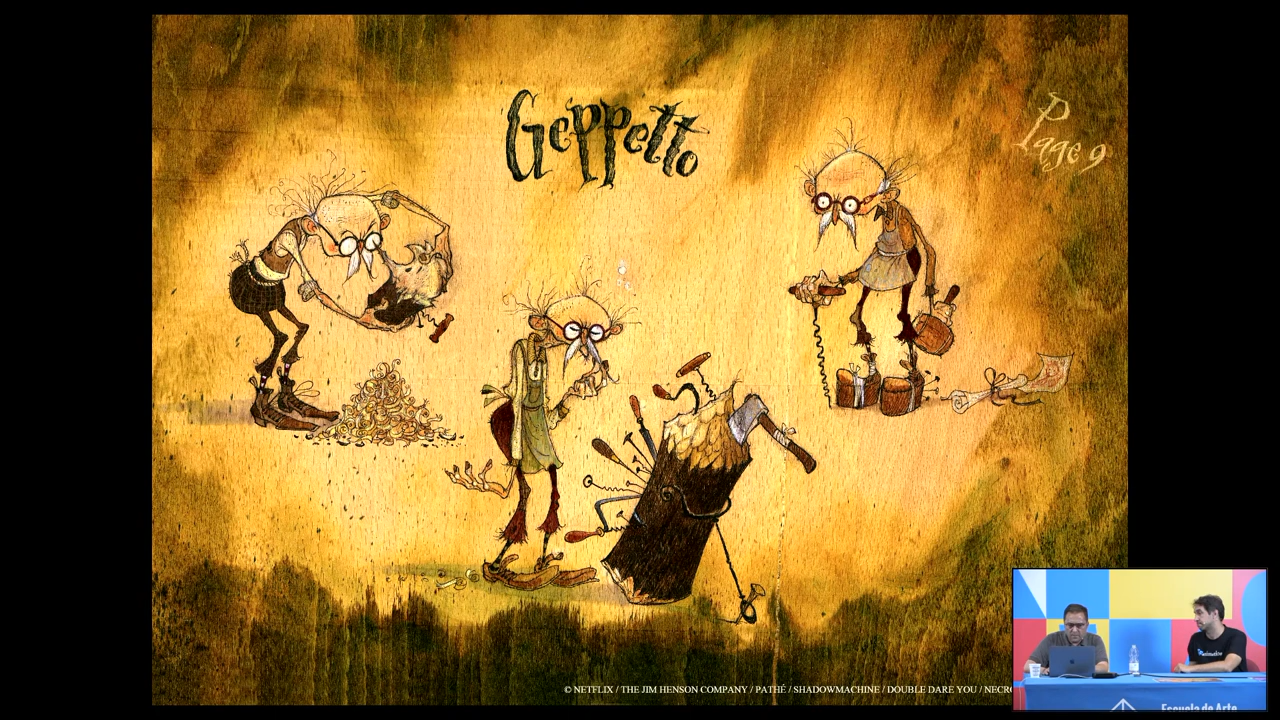 Geppetto
Page 9
© NETFLIX / THE JIM HENSON COMPANY / PATHÉ / SHADOWMACHINE / DOUBLE DARE YOU / NECRO
Escuela de Arte